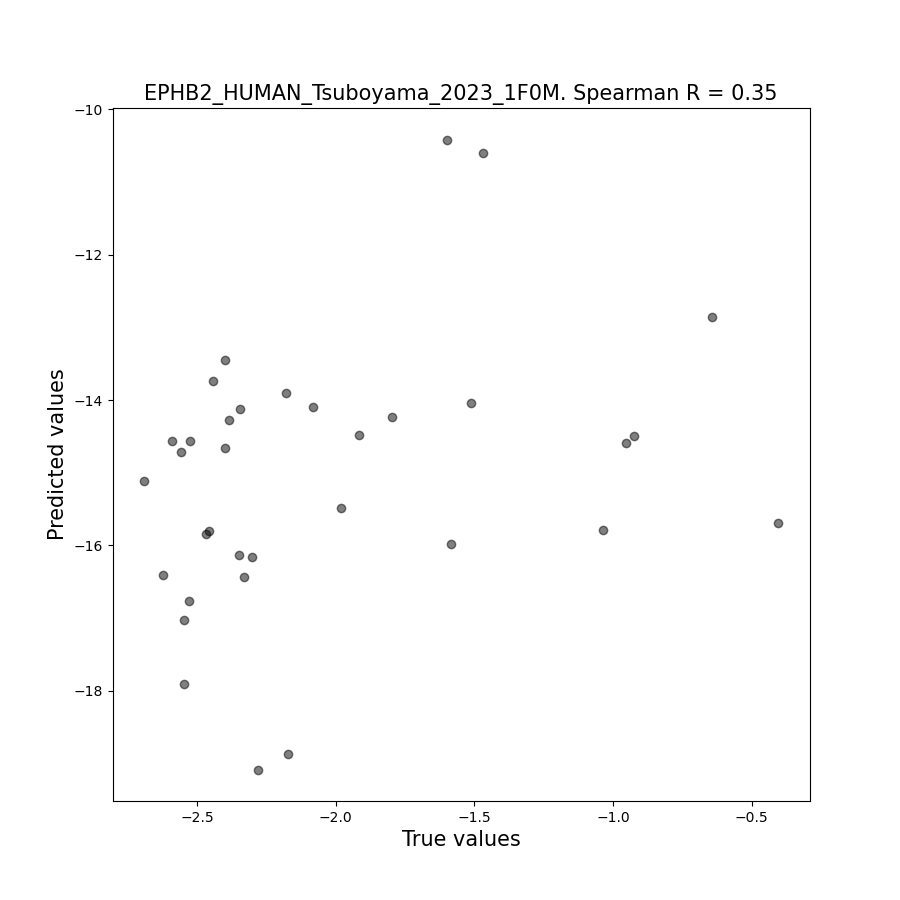 EPHB2_HUMAN_Tsuboyama_2023_1F0M. Spearman R = 0.35
−10
−12
−14
−16
−18
Predicted values
−2.5 −2.0 −1.5 −1.0 −0.5
True values